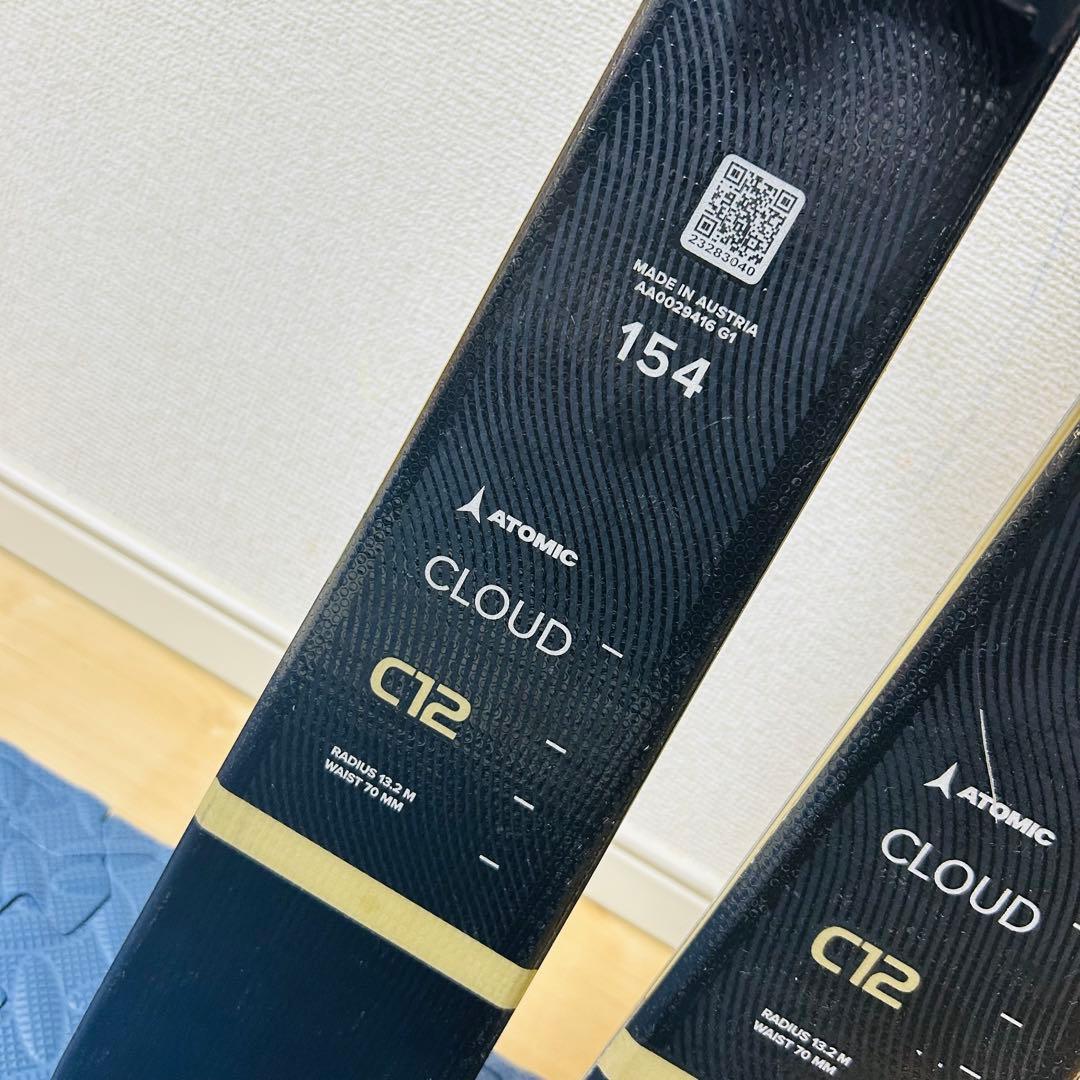 23283040
MADE IN AUSTRIA
AA0029416 G1
154
ATOMIC
CLOUD
C12
RADIUS 13.2 M
WAIST 70 MM
ATOMIC
CLOUD
C12
RADIUS 13.2 M
WAIST 70 MM